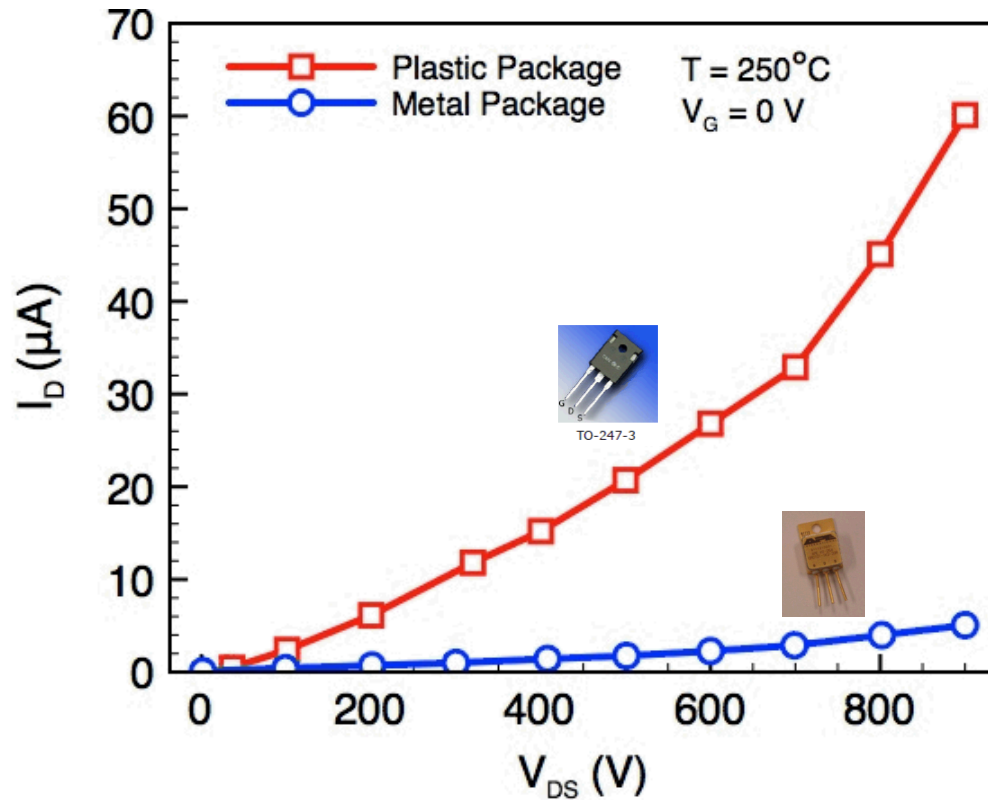 70
60
50
40
30
20
10
0
I_D (µA)
Plastic Package
Metal Package
T = 250°C
V_G = 0 V
G
D
S
TO-247-3
0
200
400
600
800
V_DS (V)